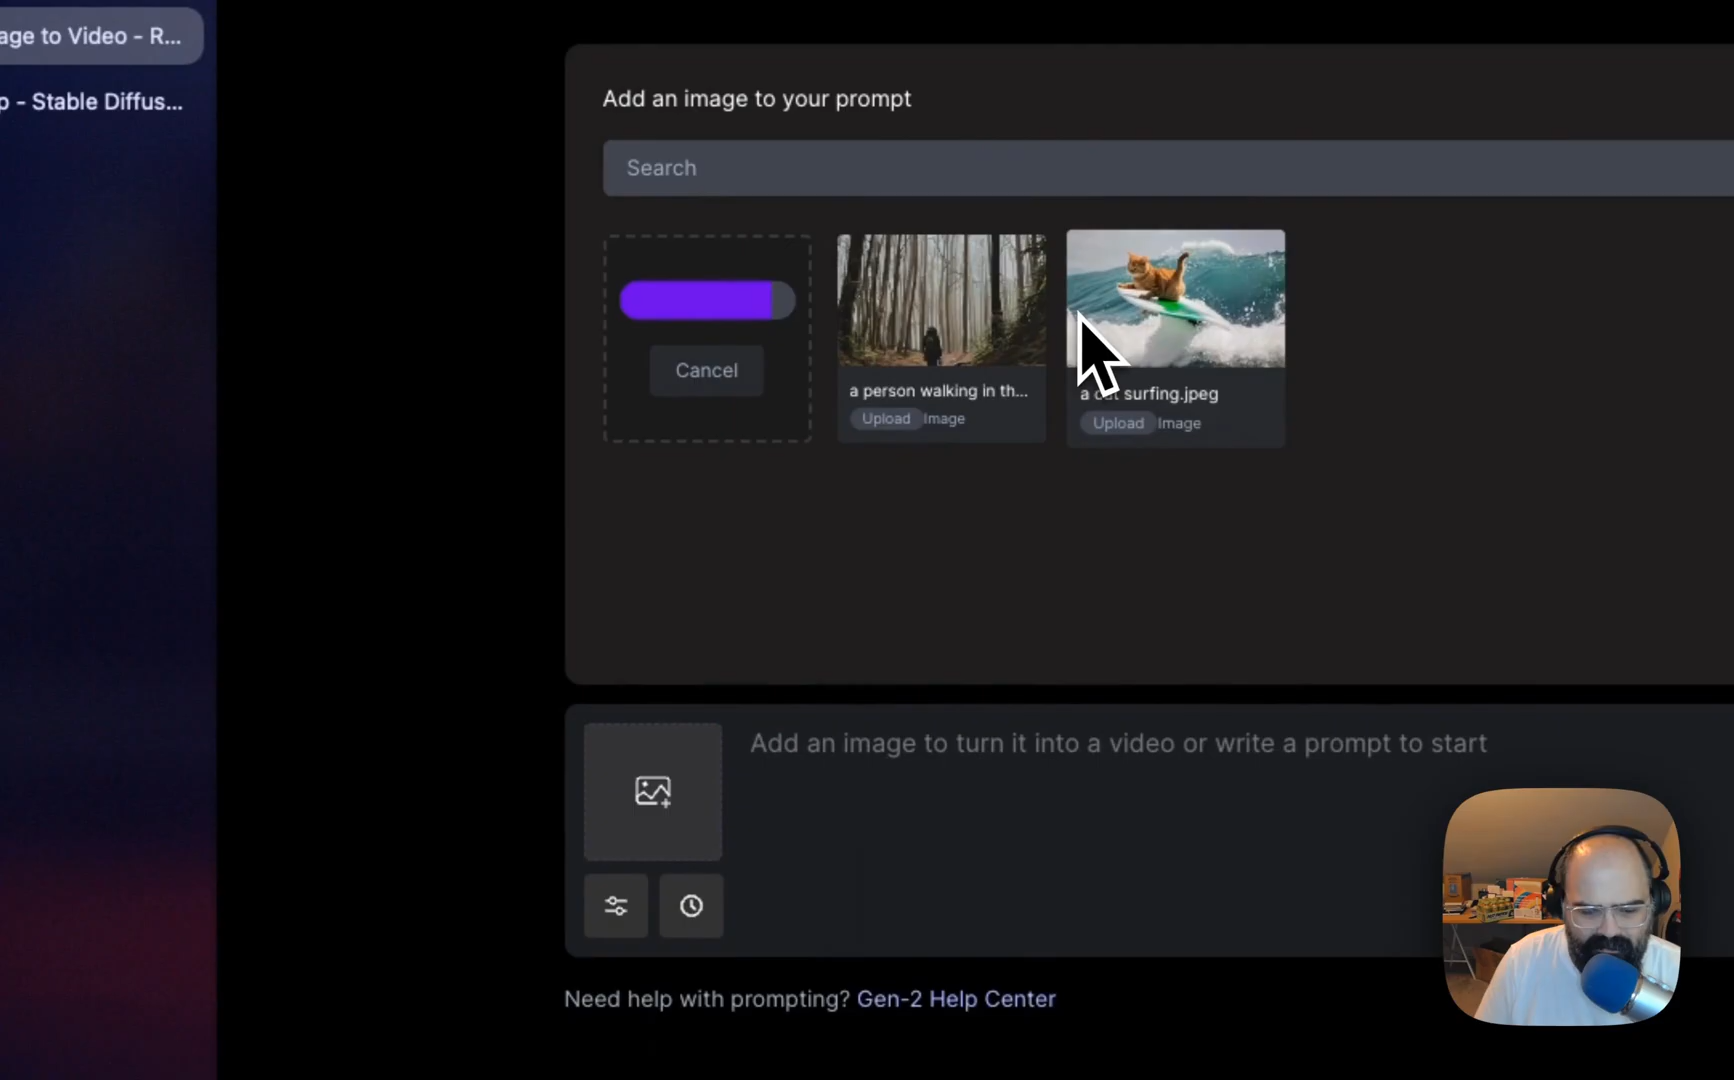 age to Video - R...
p - Stable Diffus...
Add an image to your prompt
Search
Cancel
a person walking in th...
Upload Image
a cat surfing.jpeg
Upload Image
Add an image to turn it into a video or write a prompt to start
Need help with prompting? Gen-2 Help Center